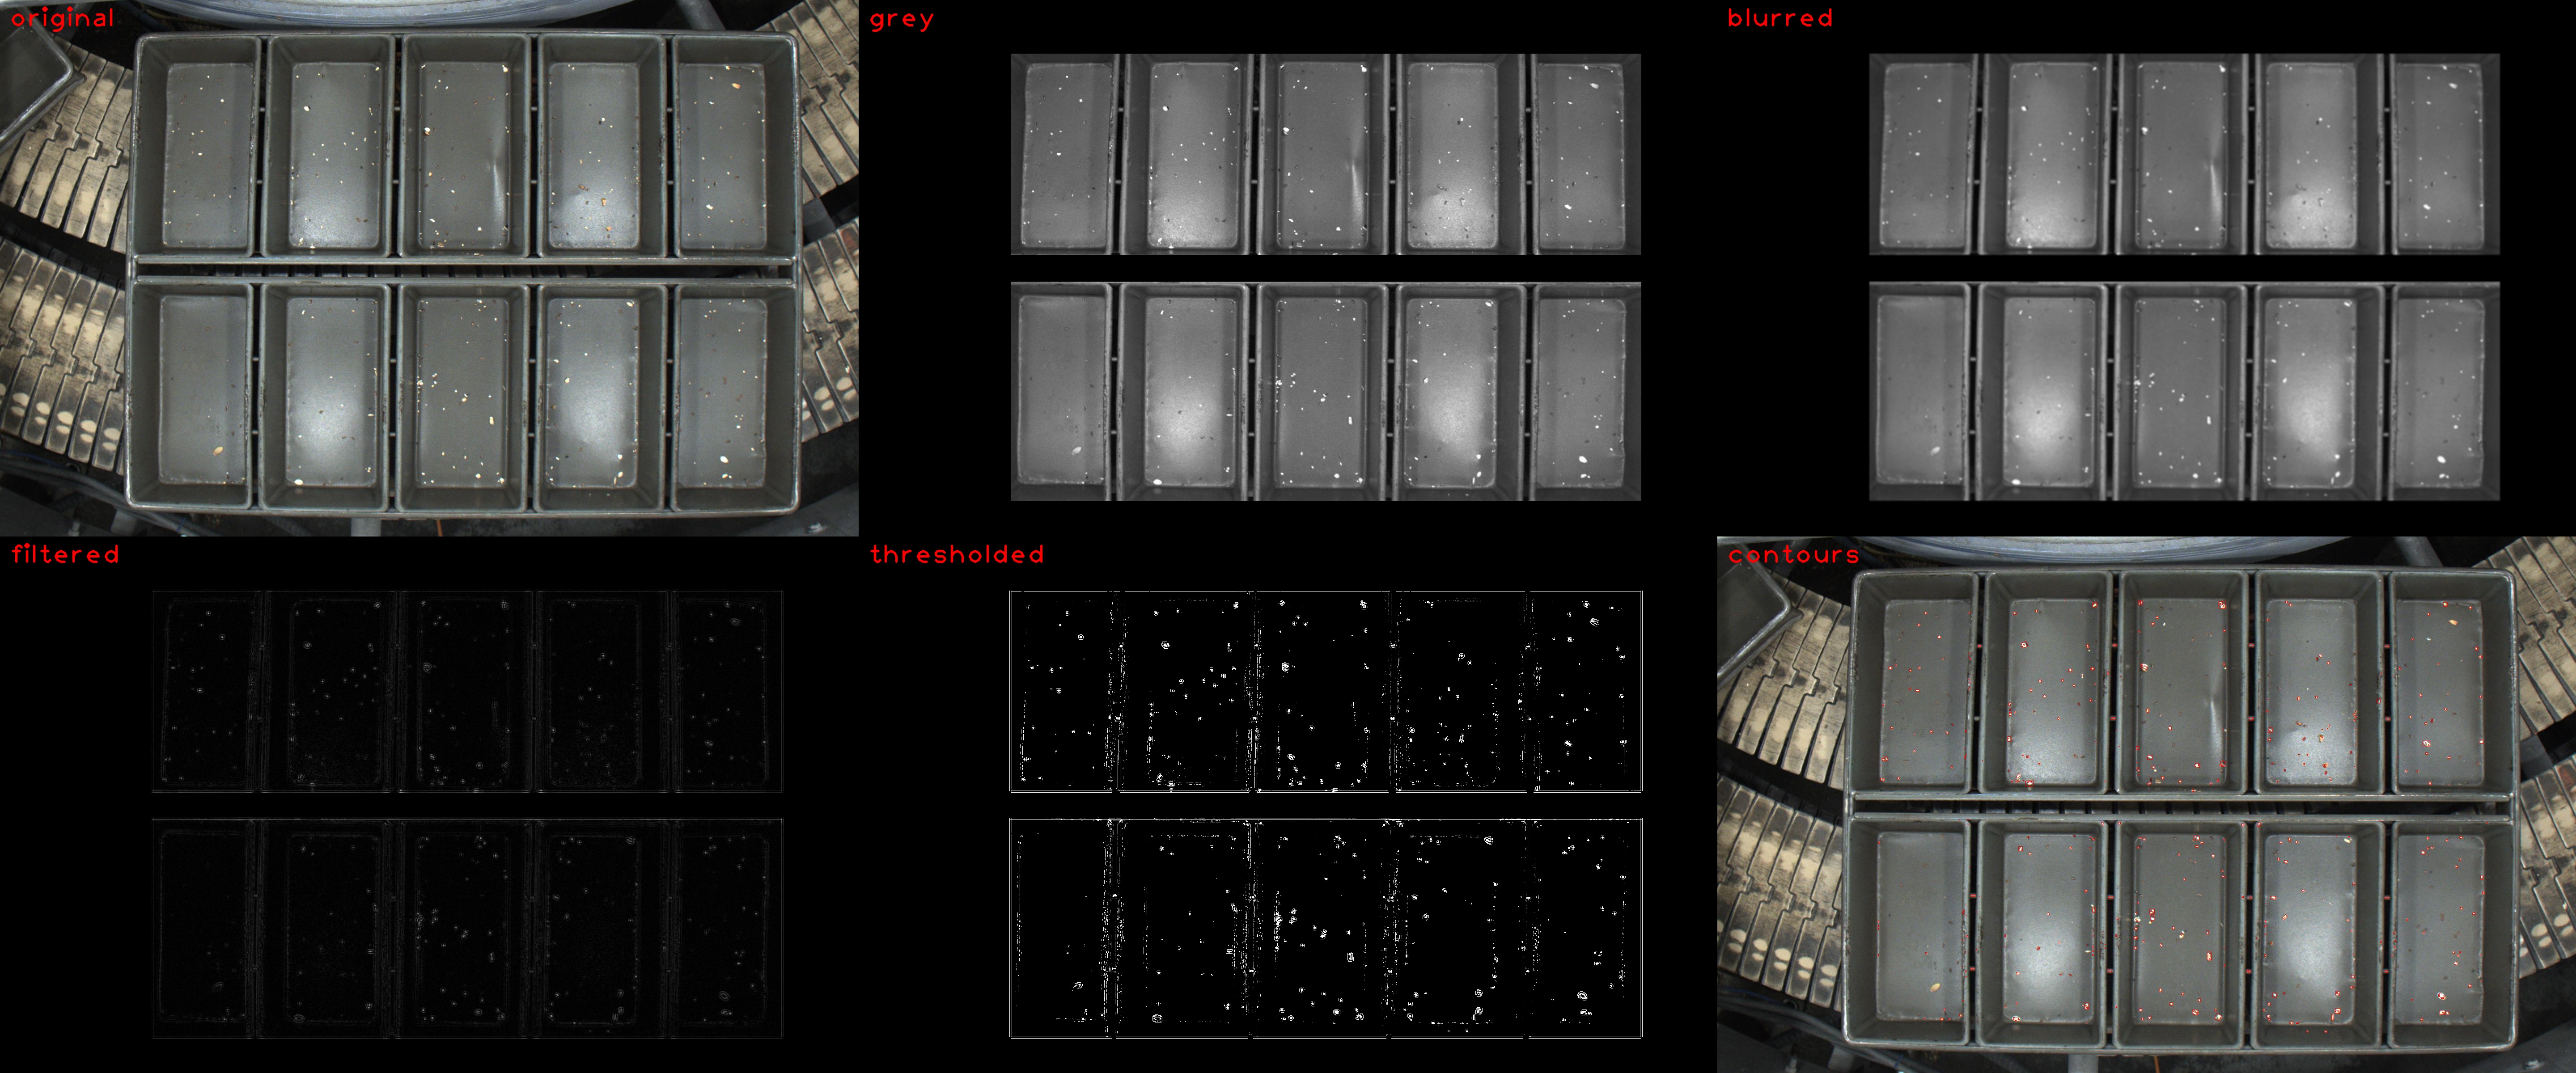 original
grey
blurred
filtered
thresholded
contours